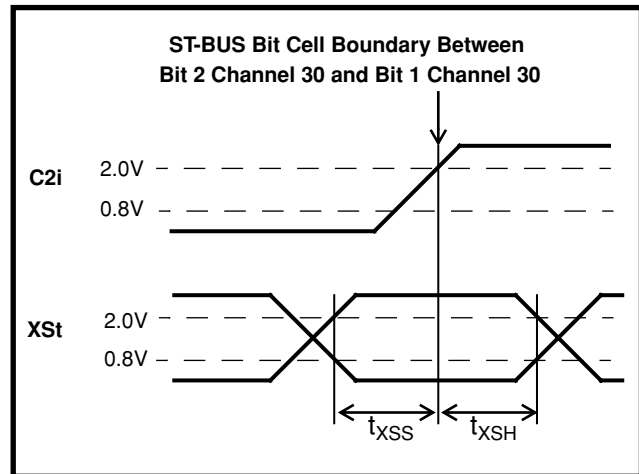 ST-BUS Bit Cell Boundary Between
Bit 2 Channel 30 and Bit 1 Channel 30
C2i
2.0V
0.8V
XSt
2.0V
0.8V
tXSS
tXSH